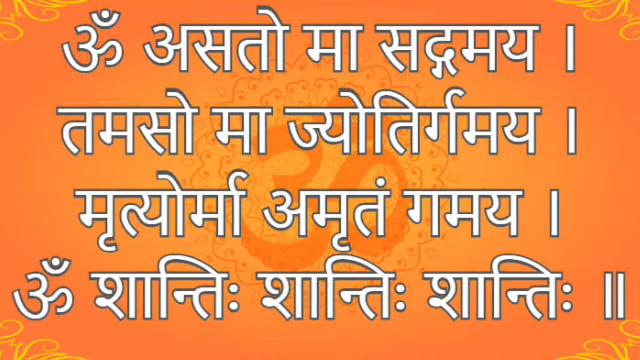 ॐ असतो मा सद्गमय ।
तमसो मा ज्योतिर्गमय ।
मृत्योर्मा अमृतं गमय ।
ॐ शान्तिः शान्तिः शान्तिः ॥